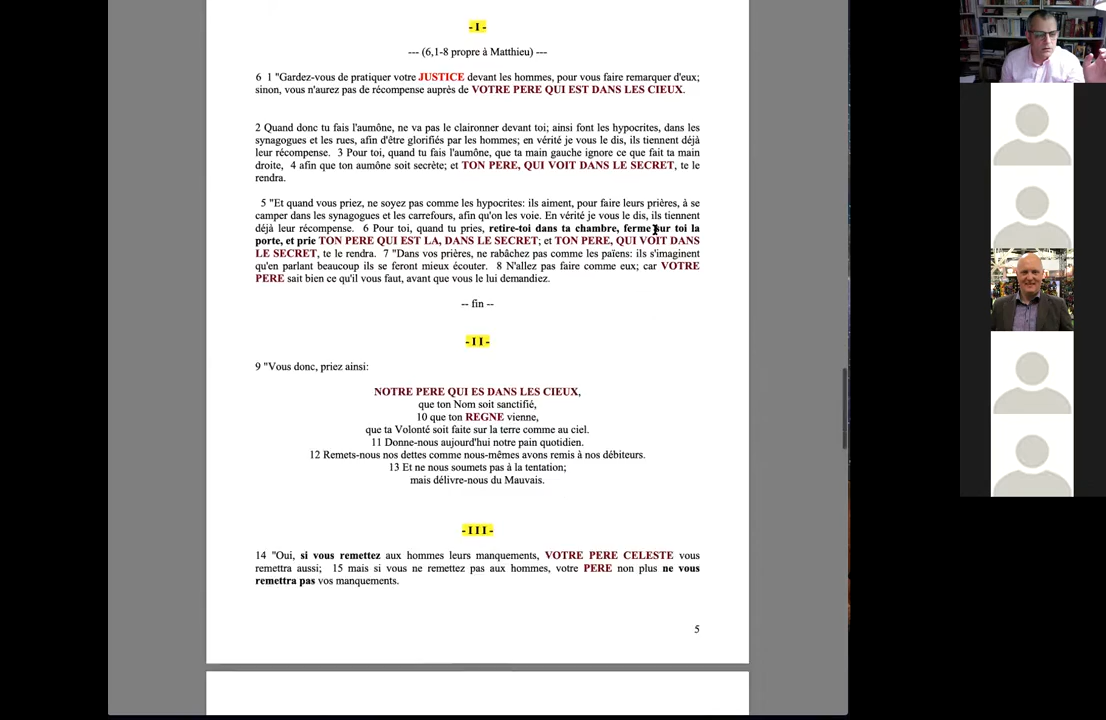 - I -
--- (6,1-8 propre à Matthieu) ---
6 1 "Gardez-vous de pratiquer votre JUSTICE devant les hommes, pour vous faire remarquer d'eux;
sinon, vous n'aurez pas de récompense auprès de VOTRE PERE QUI EST DANS LES CIEUX.
2 Quand donc tu fais l'aumône, ne va pas le claironner devant toi; ainsi font les hypocrites, dans les
synagogues et les rues, afin d'être glorifiés par les hommes; en vérité je vous le dis, ils tiennent déjà
leur récompense. 3 Pour toi, quand tu fais l'aumône, que ta main gauche ignore ce que fait ta main
droite, 4 afin que ton aumône soit secrète; et TON PERE, QUI VOIT DANS LE SECRET, te le
rendra.
5 "Et quand vous priez, ne soyez pas comme les hypocrites: ils aiment, pour faire leurs prières, à se
camper dans les synagogues et les carrefours, afin qu'on les voie. En vérité je vous le dis, ils tiennent
déjà leur récompense. 6 Pour toi, quand tu pries, retire-toi dans ta chambre, ferme sur toi la
porte, et prie TON PERE QUI EST LA, DANS LE SECRET; et TON PERE, QUI VOIT DANS
LE SECRET, te le rendra. 7 "Dans vos prières, ne rabâchez pas comme les païens: ils s'imaginent
qu'en parlant beaucoup ils se feront mieux écouter. 8 N'allez pas faire comme eux; car VOTRE
PERE sait bien ce qu'il vous faut, avant que vous le lui demandiez.
-- fin --
- I I -
9 "Vous donc, priez ainsi:
NOTRE PERE QUI ES DANS LES CIEUX,
que ton Nom soit sanctifié,
10 que ton REGNE vienne,
que ta Volonté soit faite sur la terre comme au ciel.
11 Donne-nous aujourd'hui notre pain quotidien.
12 Remets-nous nos dettes comme nous-mêmes avons remis à nos débiteurs.
13 Et ne nous soumets pas à la tentation;
mais délivre-nous du Mauvais.
- I I I -
14 "Oui, si vous remettez aux hommes leurs manquements, VOTRE PERE CELESTE vous
remettra aussi; 15 mais si vous ne remettez pas aux hommes, votre PERE non plus ne vous
remettra pas vos manquements.
5